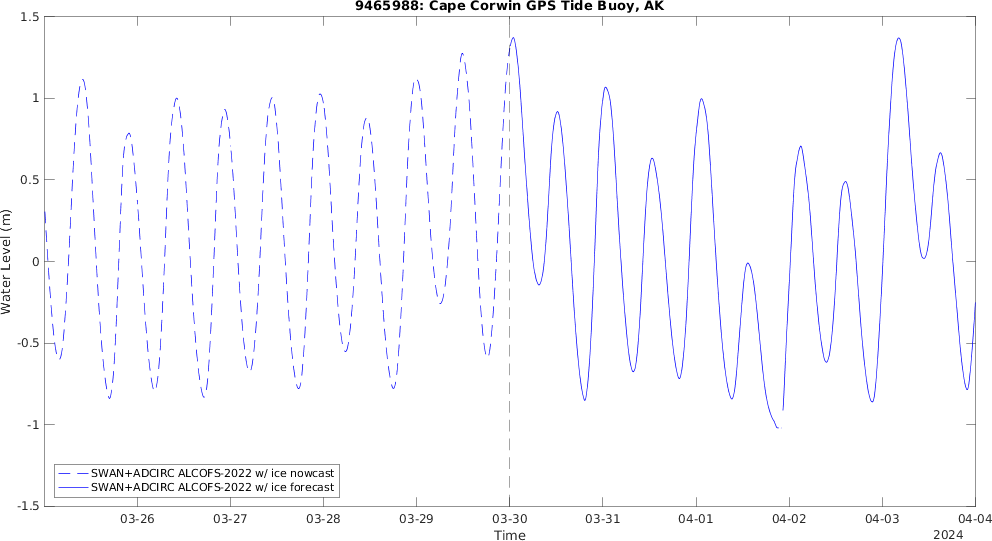 9465988: Cape Corwin GPS Tide Buoy, AK
1.5
1
0.5
0
-0.5
-1
-1.5
Water Level (m)
SWAN+ADCIRC ALCOFS-2022 w/ ice nowcast
SWAN+ADCIRC ALCOFS-2022 w/ ice forecast
03-26 03-27 03-28 03-29 03-30 03-31 04-01 04-02 04-03 04-04
Time
2024